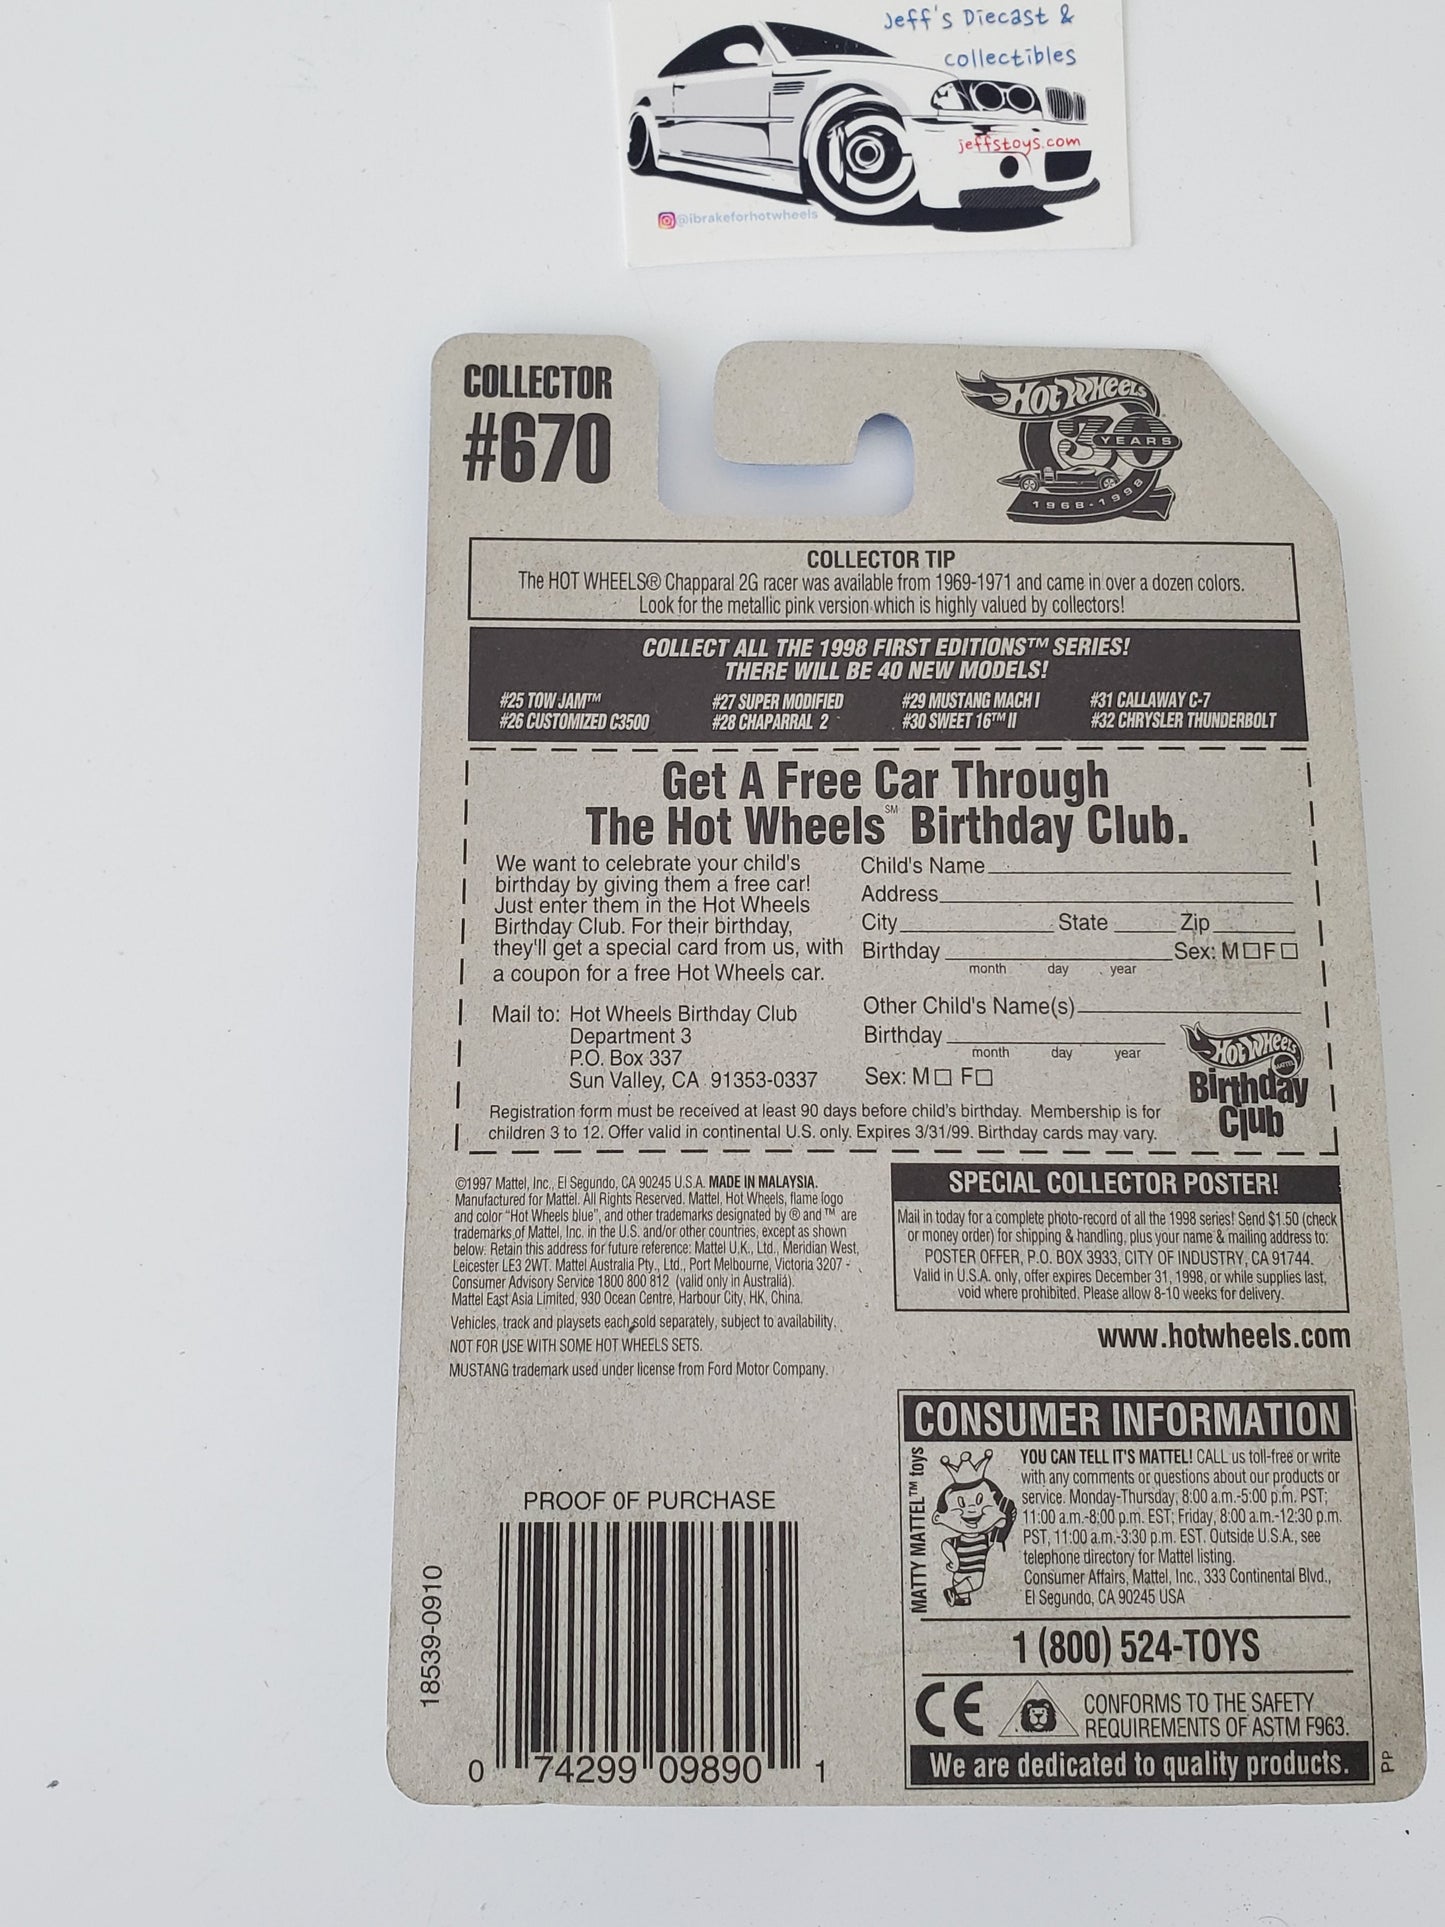 Jeff's Diecast &
collectibles
jeffstoys.com
@ibrakeforhotwheels
COLLECTOR
#670
HOT WHEELS
30
YEARS
1968-1998
COLLECTOR TIP
The HOT WHEELS® Chapparal 2G racer was available from 1969-1971 and came in over a dozen colors.
Look for the metallic pink version which is highly valued by collectors!
COLLECT ALL THE 1998 FIRST EDITIONS™ SERIES!
THERE WILL BE 40 NEW MODELS!
#25 TOW JAM™ #27 SUPER MODIFIED #29 MUSTANG MACH I #31 CALLAWAY C-7
#26 CUSTOMIZED C3500 #28 CHAPARRAL 2 #30 SWEET 16™ II #32 CHRYSLER THUNDERBOLT
Get A Free Car Through
The Hot Wheels℠ Birthday Club.
We want to celebrate your child's
birthday by giving them a free car!
Just enter them in the Hot Wheels
Birthday Club. For their birthday,
they'll get a special card from us, with
a coupon for a free Hot Wheels car.
Mail to: Hot Wheels Birthday Club
Department 3
P.O. Box 337
Sun Valley, CA 91353-0337
Child's Name
Address
City State Zip
Birthday Sex: M□ F□
month day year
Other Child's Name(s)
Birthday
month day year
Sex: M□ F□
HOT WHEELS
MATTEL
Birthday
Club
Registration form must be received at least 90 days before child's birthday. Membership is for
children 3 to 12. Offer valid in continental U.S. only. Expires 3/31/99. Birthday cards may vary.
©1997 Mattel, Inc., El Segundo, CA 90245 U.S.A. MADE IN MALAYSIA.
Manufactured for Mattel. All Rights Reserved. Mattel, Hot Wheels, flame logo
and color "Hot Wheels blue", and other trademarks designated by ® and ™ are
trademarks of Mattel, Inc. in the U.S. and/or other countries, except as shown
below. Retain this address for future reference: Mattel U.K., Ltd., Meridian West,
Leicester LE3 2WT. Mattel Australia Pty., Ltd., Port Melbourne, Victoria 3207 -
Consumer Advisory Service 1800 800 812 (valid only in Australia).
Mattel East Asia Limited, 930 Ocean Centre, Harbour City, HK, China.
Vehicles, track and playsets each sold separately, subject to availability.
NOT FOR USE WITH SOME HOT WHEELS SETS.
MUSTANG trademark used under license from Ford Motor Company.
SPECIAL COLLECTOR POSTER!
Mail in today for a complete photo-record of all the 1998 series! Send $1.50 (check
or money order) for shipping & handling, plus your name & mailing address to:
POSTER OFFER, P.O. BOX 3933, CITY OF INDUSTRY, CA 91744.
Valid in U.S.A. only, offer expires December 31, 1998, or while supplies last,
void where prohibited. Please allow 8-10 weeks for delivery.
www.hotwheels.com
CONSUMER INFORMATION
MATTY MATTEL™ toys
YOU CAN TELL IT'S MATTEL! CALL us toll-free or write
with any comments or questions about our products or
service. Monday-Thursday, 8:00 a.m.-5:00 p.m. PST;
11:00 a.m.-8:00 p.m. EST; Friday, 8:00 a.m.-12:30 p.m.
PST, 11:00 a.m.-3:30 p.m. EST. Outside U.S.A., see
telephone directory for Mattel listing.
Consumer Affairs, Mattel, Inc., 333 Continental Blvd.,
El Segundo, CA 90245 USA
1 (800) 524-TOYS
CE
CONFORMS TO THE SAFETY
REQUIREMENTS OF ASTM F963.
We are dedicated to quality products.
PP
PROOF OF PURCHASE
18539-0910
0 74299 09890 1